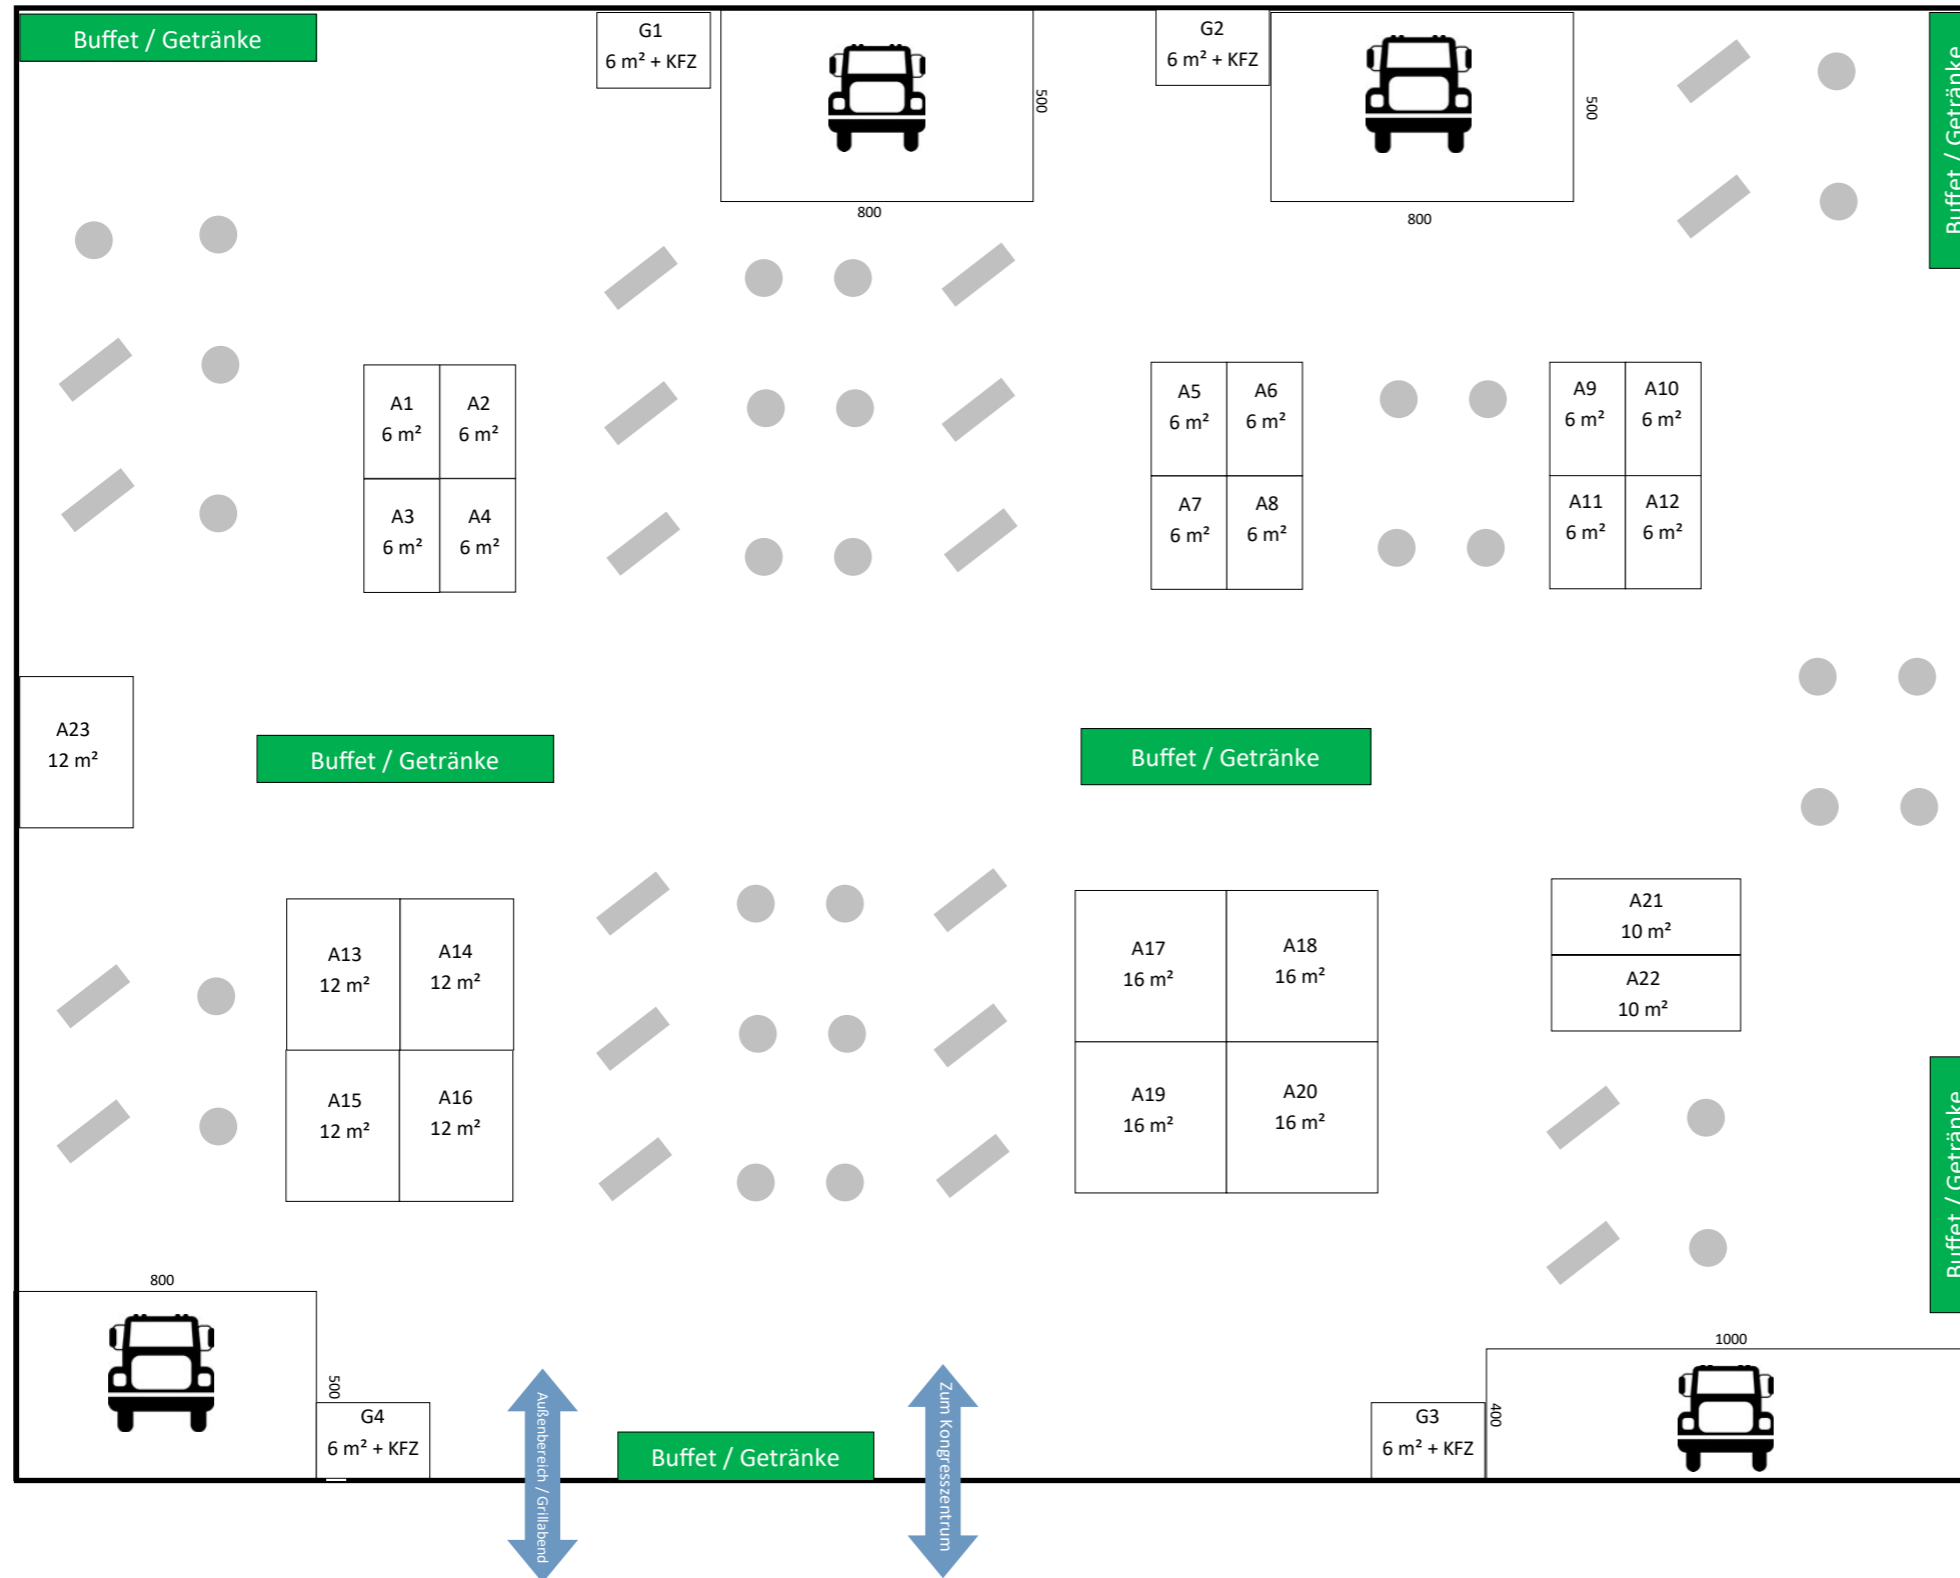 Buffet / Getränke
G1
6 m² + KFZ
500
800
G2
6 m² + KFZ
500
800
Buffet / Getränke
A1
6 m²
A2
6 m²
A3
6 m²
A4
6 m²
A5
6 m²
A6
6 m²
A7
6 m²
A8
6 m²
A9
6 m²
A10
6 m²
A11
6 m²
A12
6 m²
A23
12 m²
Buffet / Getränke
Buffet / Getränke
A13
12 m²
A14
12 m²
A15
12 m²
A16
12 m²
A17
16 m²
A18
16 m²
A19
16 m²
A20
16 m²
A21
10 m²
A22
10 m²
Buffet / Getränke
800
500
G4
6 m² + KFZ
Außenbereich / Grillabend
Buffet / Getränke
Zum Kongresszentrum
G3
6 m² + KFZ
400
1000